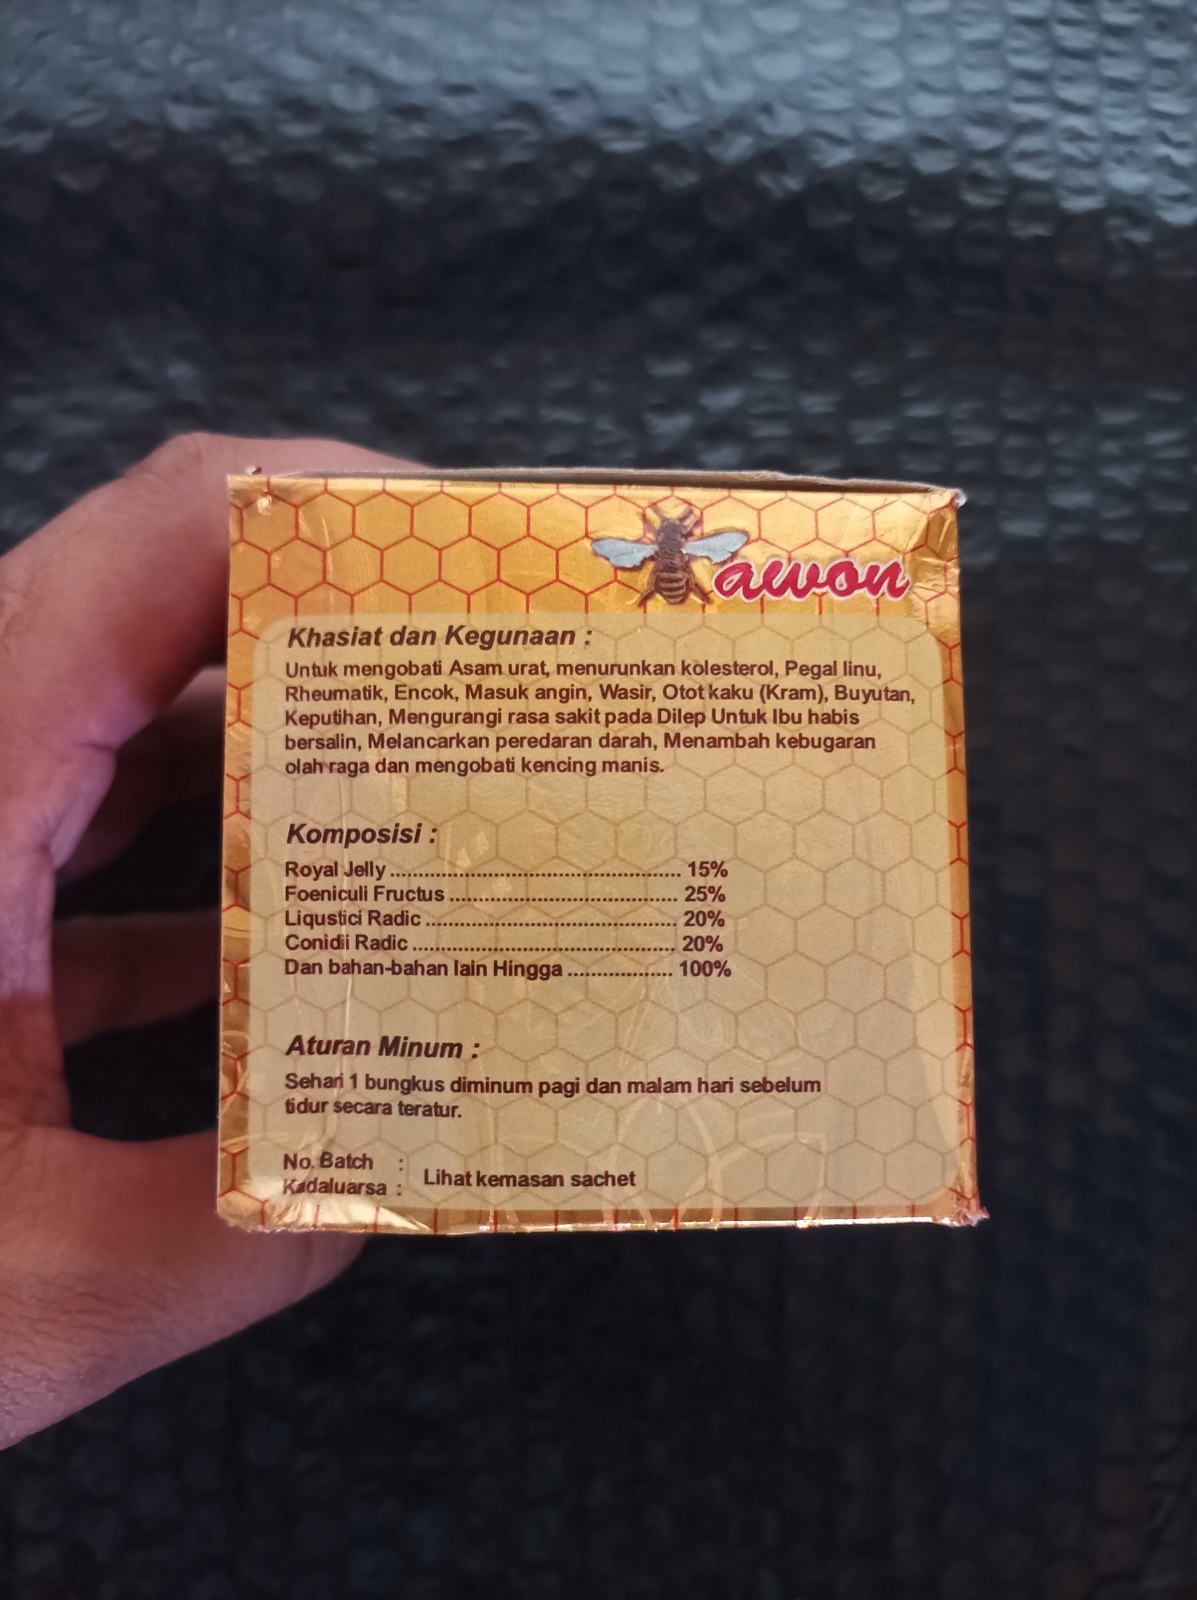 awon
Khasiat dan Kegunaan :
Untuk mengobati Asam urat, menurunkan kolesterol, Pegal linu,
Rheumatik, Encok, Masuk angin, Wasir, Otot kaku (Kram), Buyutan,
Keputihan, Mengurangi rasa sakit pada Dilep Untuk Ibu habis
bersalin, Melancarkan peredaran darah, Menambah kebugaran
olah raga dan mengobati kencing manis.
Komposisi :
Royal Jelly ................................................ 15%
Foeniculi Fructus ..................................... 25%
Liqustici Radic ......................................... 20%
Conidii Radic ........................................... 20%
Dan bahan-bahan lain Hingga ................. 100%
Aturan Minum :
Sehari 1 bungkus diminum pagi dan malam hari sebelum
tidur secara teratur.
No. Batch :
Lihat kemasan sachet
Kadaluarsa :